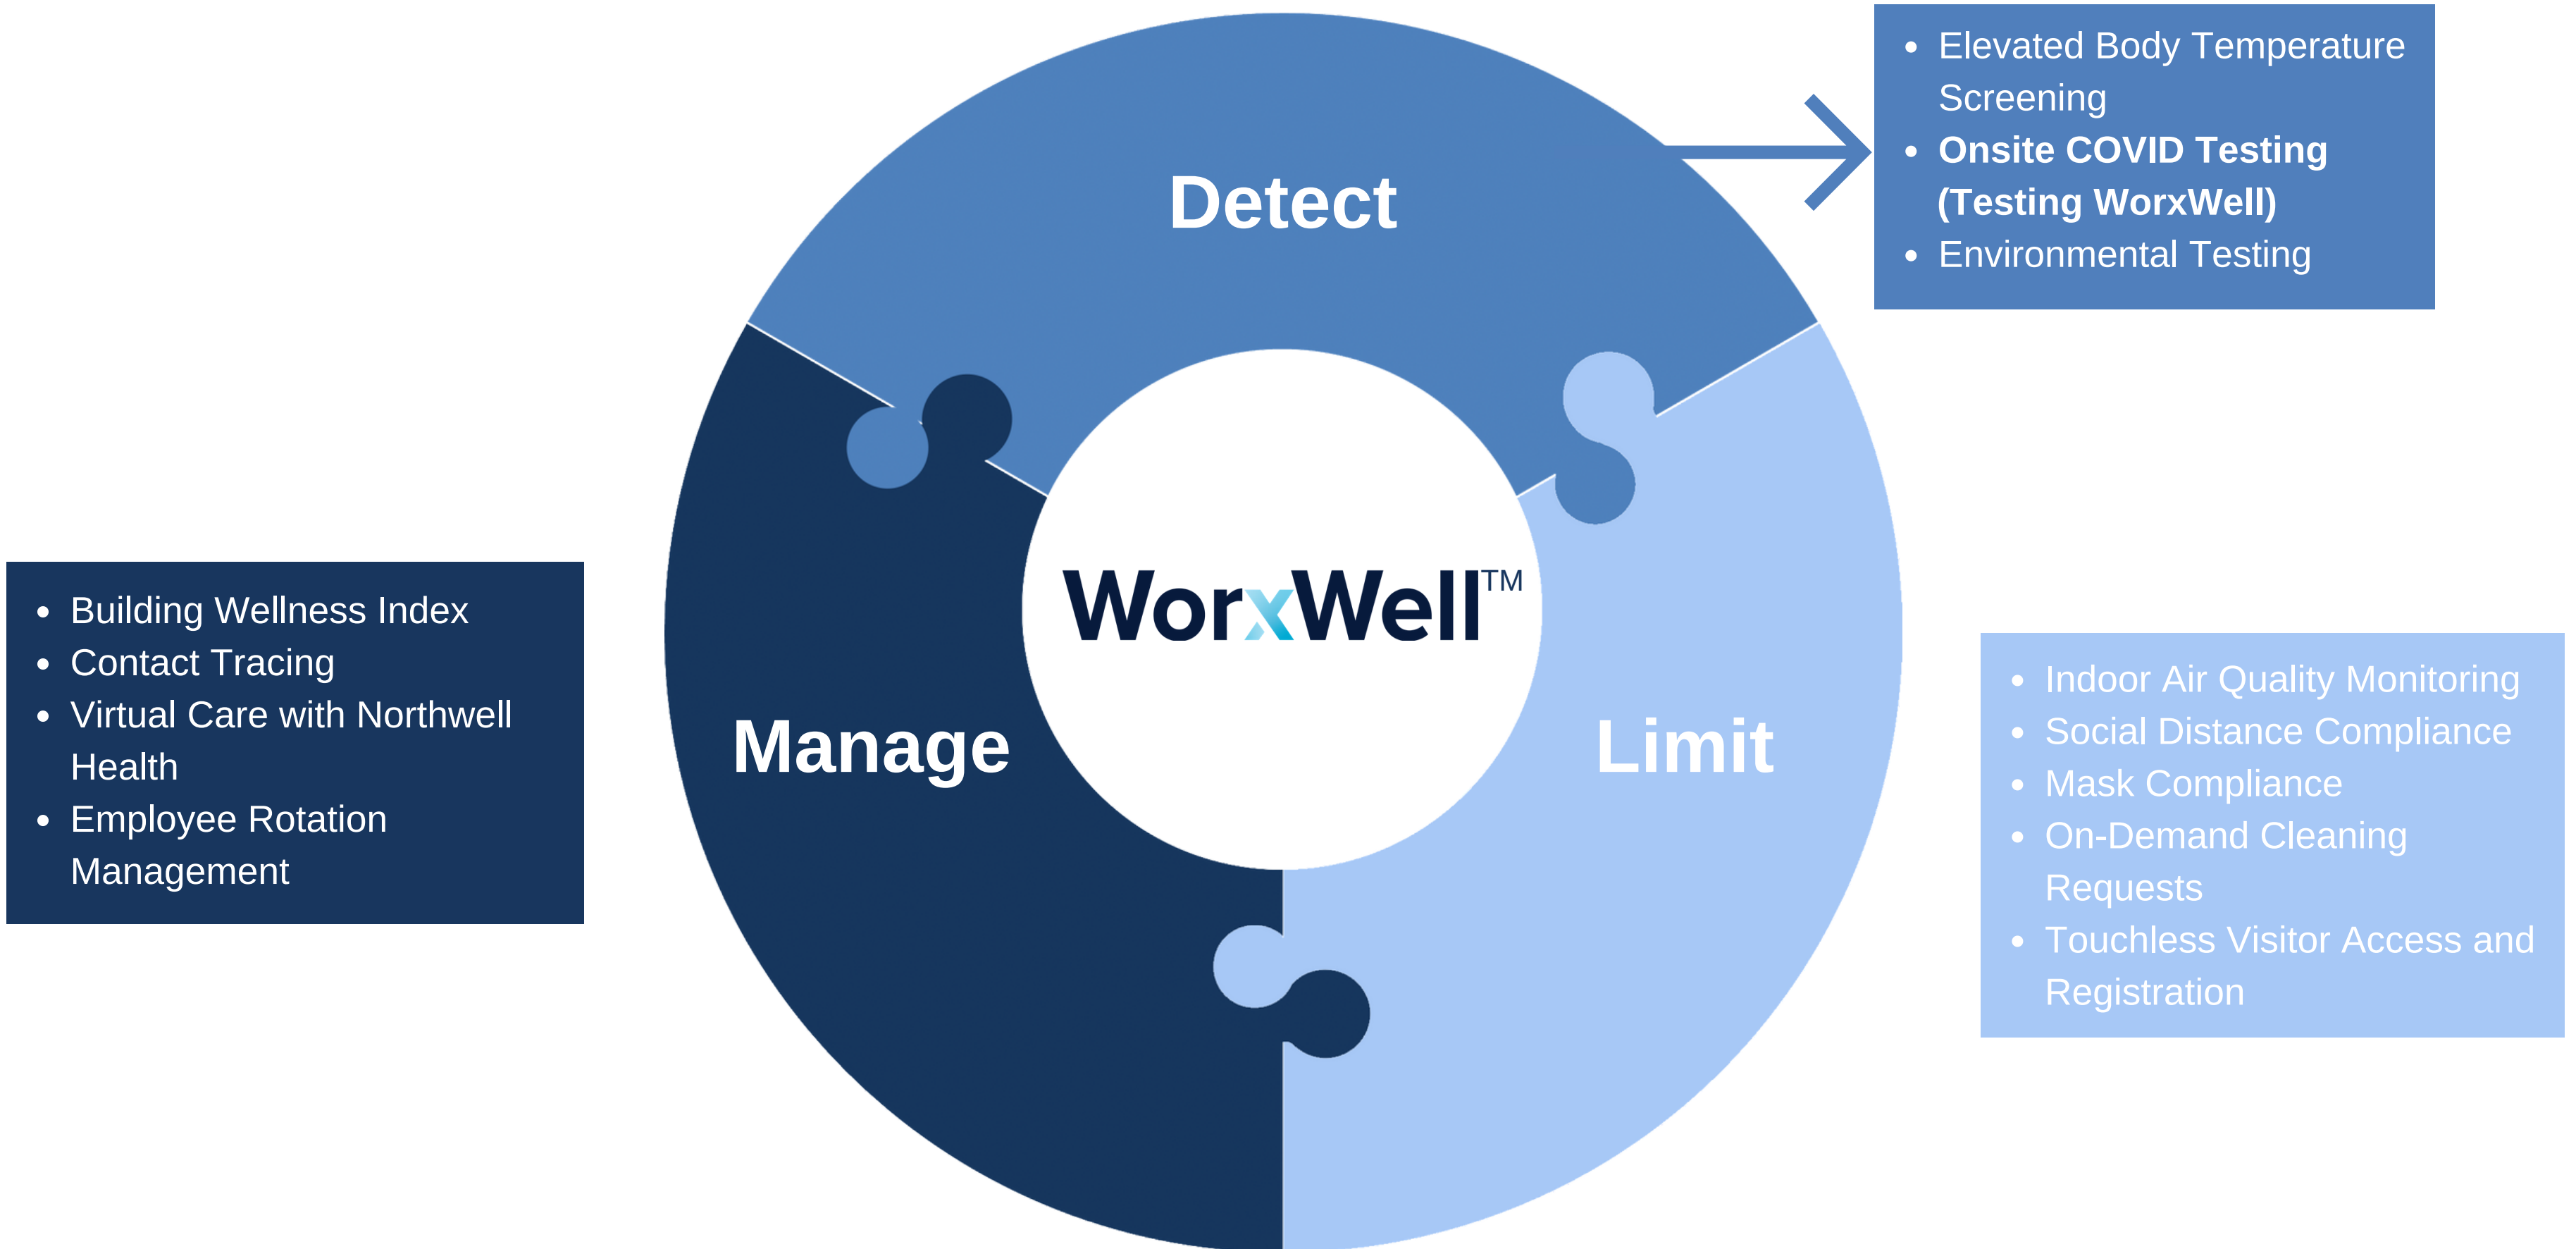 Detect
• Elevated Body Temperature
Screening
• Onsite COVID Testing
(Testing WorxWell)
• Environmental Testing
WorxWell™
• Building Wellness Index
• Contact Tracing
• Virtual Care with Northwell
Health
• Employee Rotation
Management
Manage
Limit
• Indoor Air Quality Monitoring
• Social Distance Compliance
• Mask Compliance
• On-Demand Cleaning
Requests
• Touchless Visitor Access and
Registration